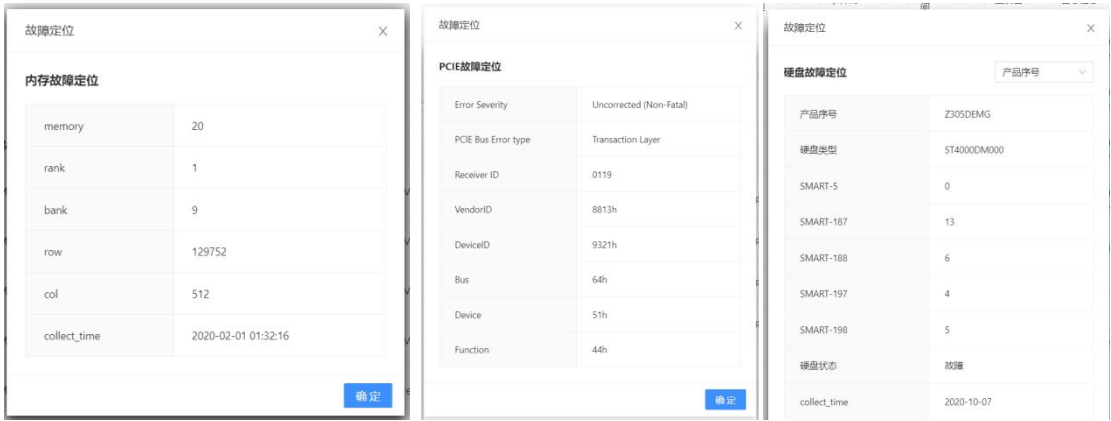 故障定位
内存故障定位
memory 20
rank 1
bank 9
row 129752
col 512
collect_time 2020-02-01 01:32:16
确定
故障定位
PCIE故障定位
Error Severity Uncorrected (Non-Fatal)
PCIE Bus Error type Transaction Layer
Receiver ID 0119
VendorID 8813h
DeviceID 9321h
Bus 64h
Device 51h
Function 44h
确定
间
故障定位
硬盘故障定位 产品序号
产品序号 Z305DEMG
硬盘类型 ST4000DM000
SMART-5 0
SMART-187 13
SMART-188 6
SMART-197 4
SMART-198 5
硬盘状态 故障
collect_time 2020-10-07